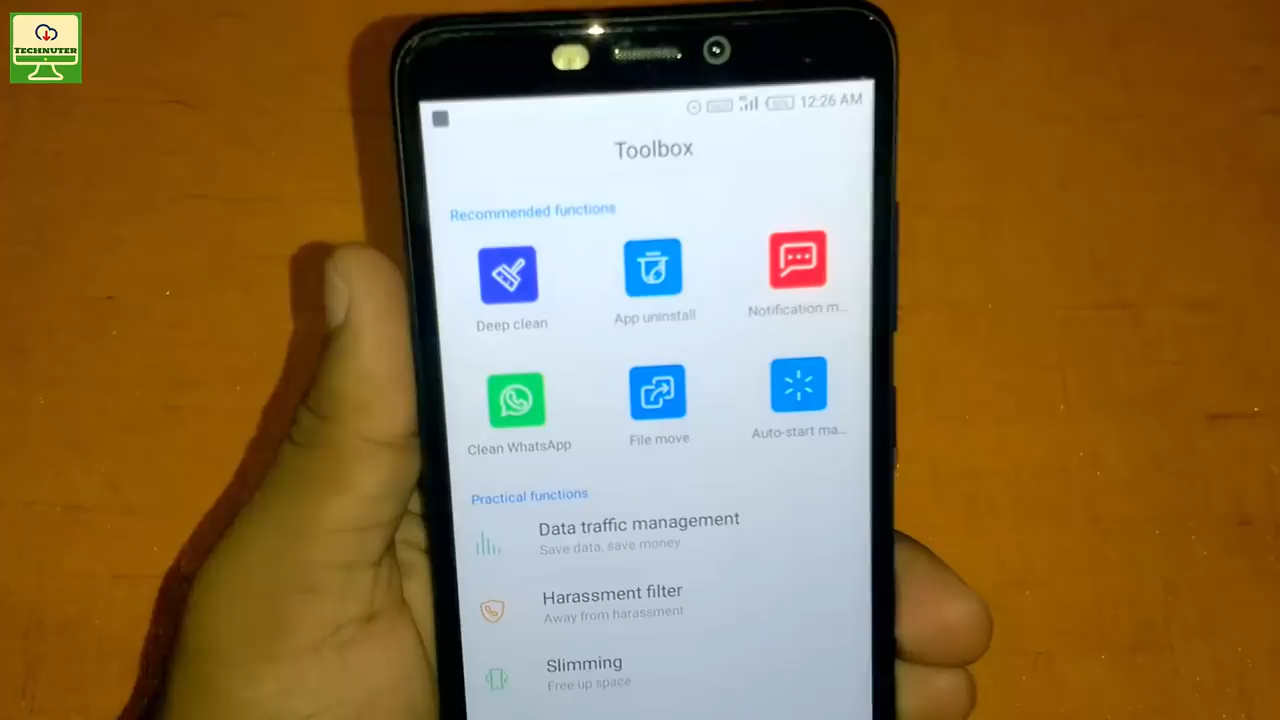 TECHNUTER
12:26 AM
Toolbox
Recommended functions
Deep clean
App uninstall
Notification m...
Clean WhatsApp
File move
Auto-start ma...
Practical functions
Data traffic management
Save data, save money
Harassment filter
Away from harassment
Slimming
Free up space